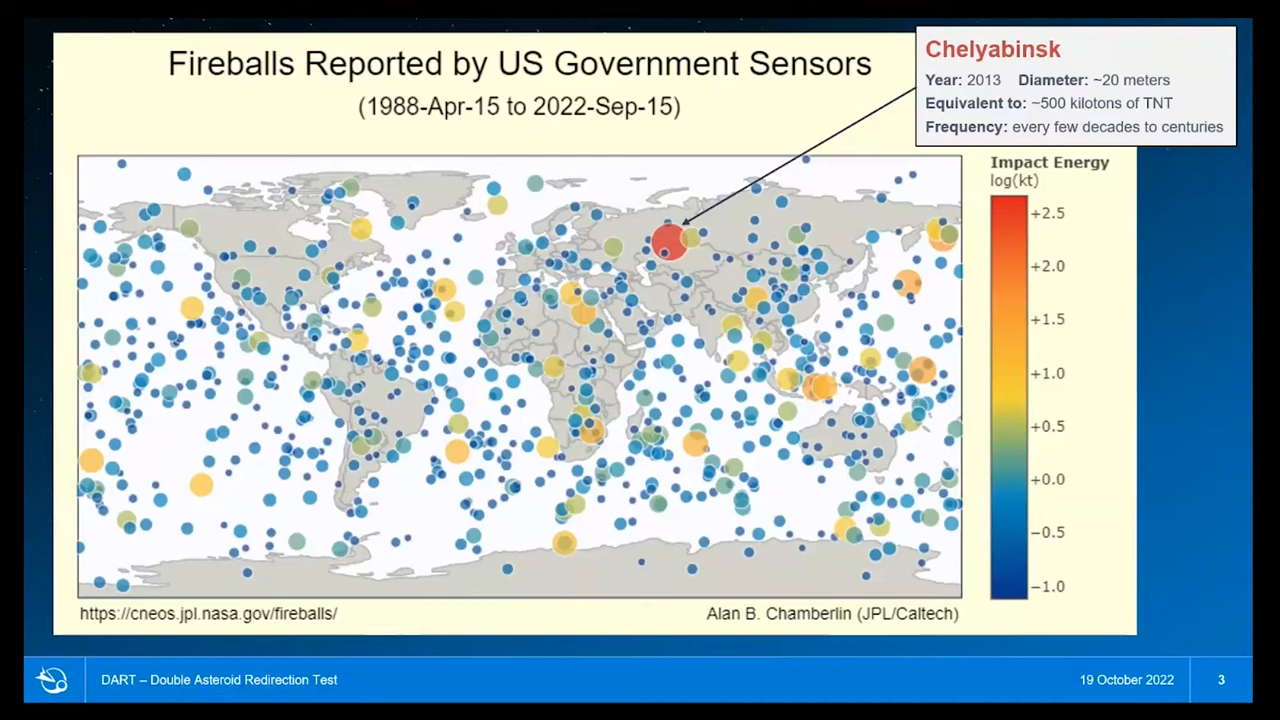 Fireballs Reported by US Government Sensors
(1988-Apr-15 to 2022-Sep-15)
Chelyabinsk
Year: 2013 Diameter: ~20 meters
Equivalent to: ~500 kilotons of TNT
Frequency: every few decades to centuries
Impact Energy
log(kt)
+2.5
+2.0
+1.5
+1.0
+0.5
+0.0
−0.5
−1.0
https://cneos.jpl.nasa.gov/fireballs/
Alan B. Chamberlin (JPL/Caltech)
DART – Double Asteroid Redirection Test
19 October 2022
3